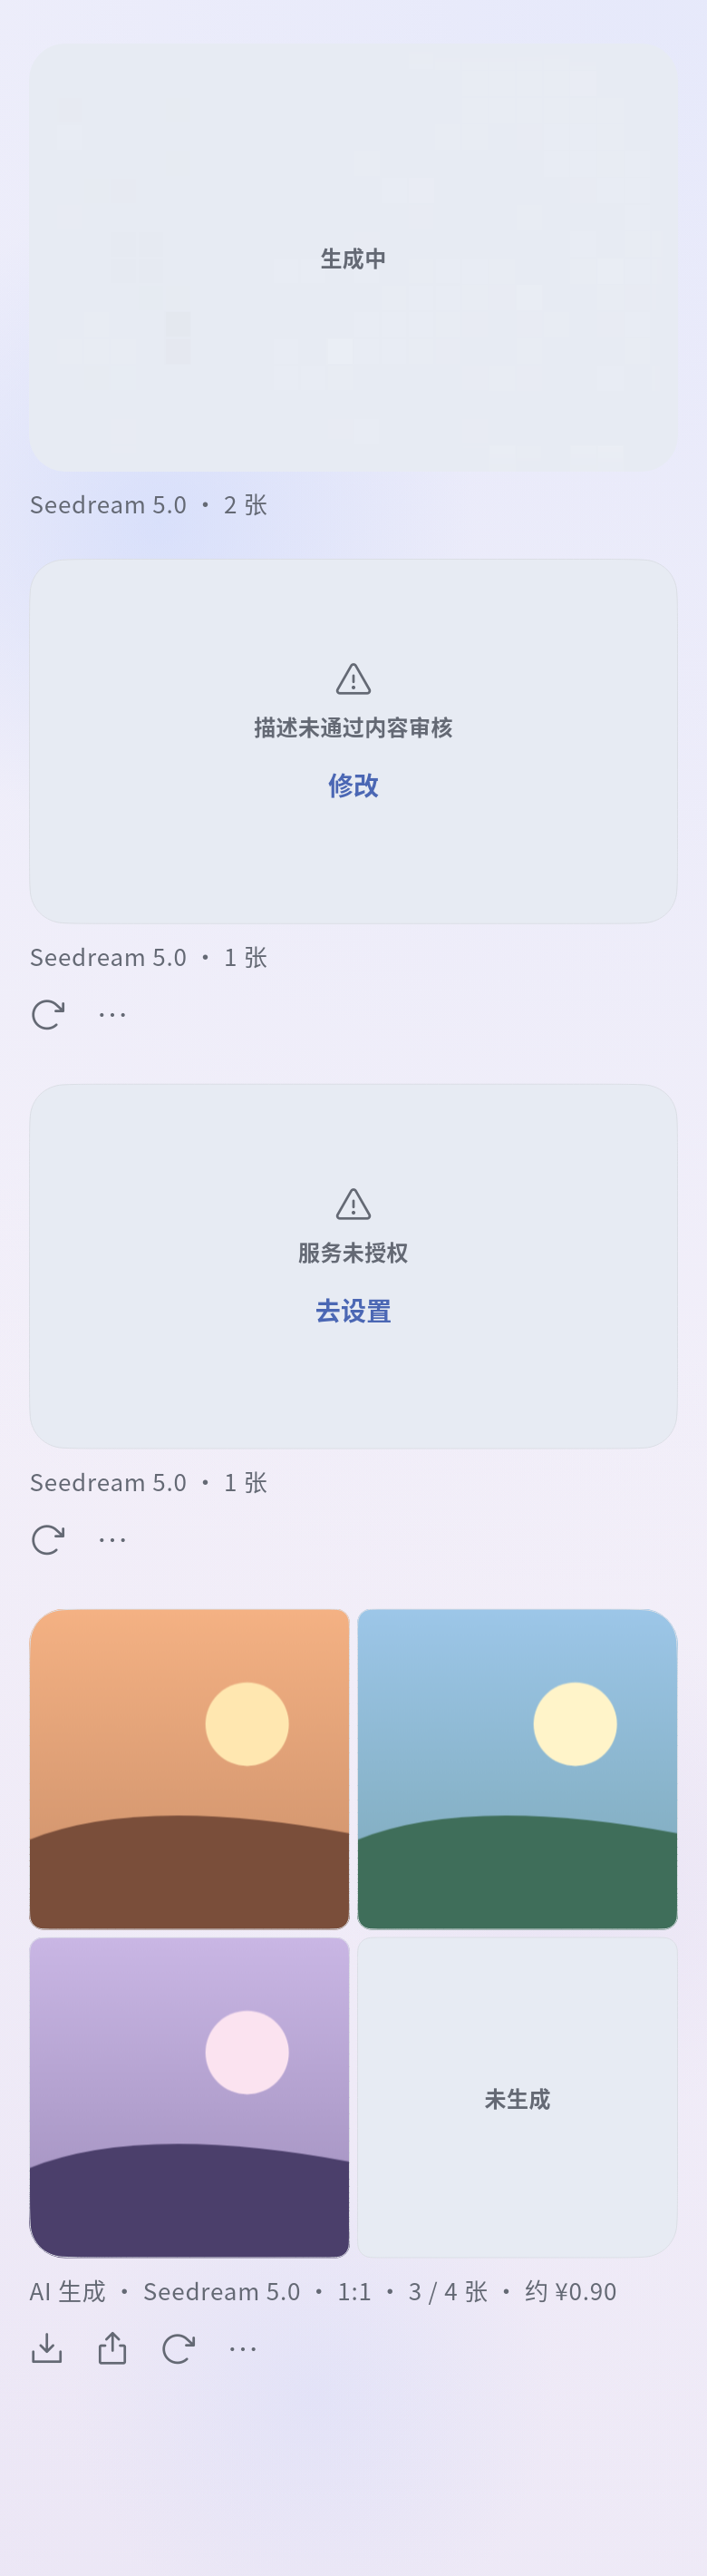 生成中
Seedream 5.0 · 2 张
描述未通过内容审核
修改
Seedream 5.0 · 1 张
服务未授权
去设置
Seedream 5.0 · 1 张
未生成
AI 生成 · Seedream 5.0 · 1:1 · 3 / 4 张 · 约 ¥0.90